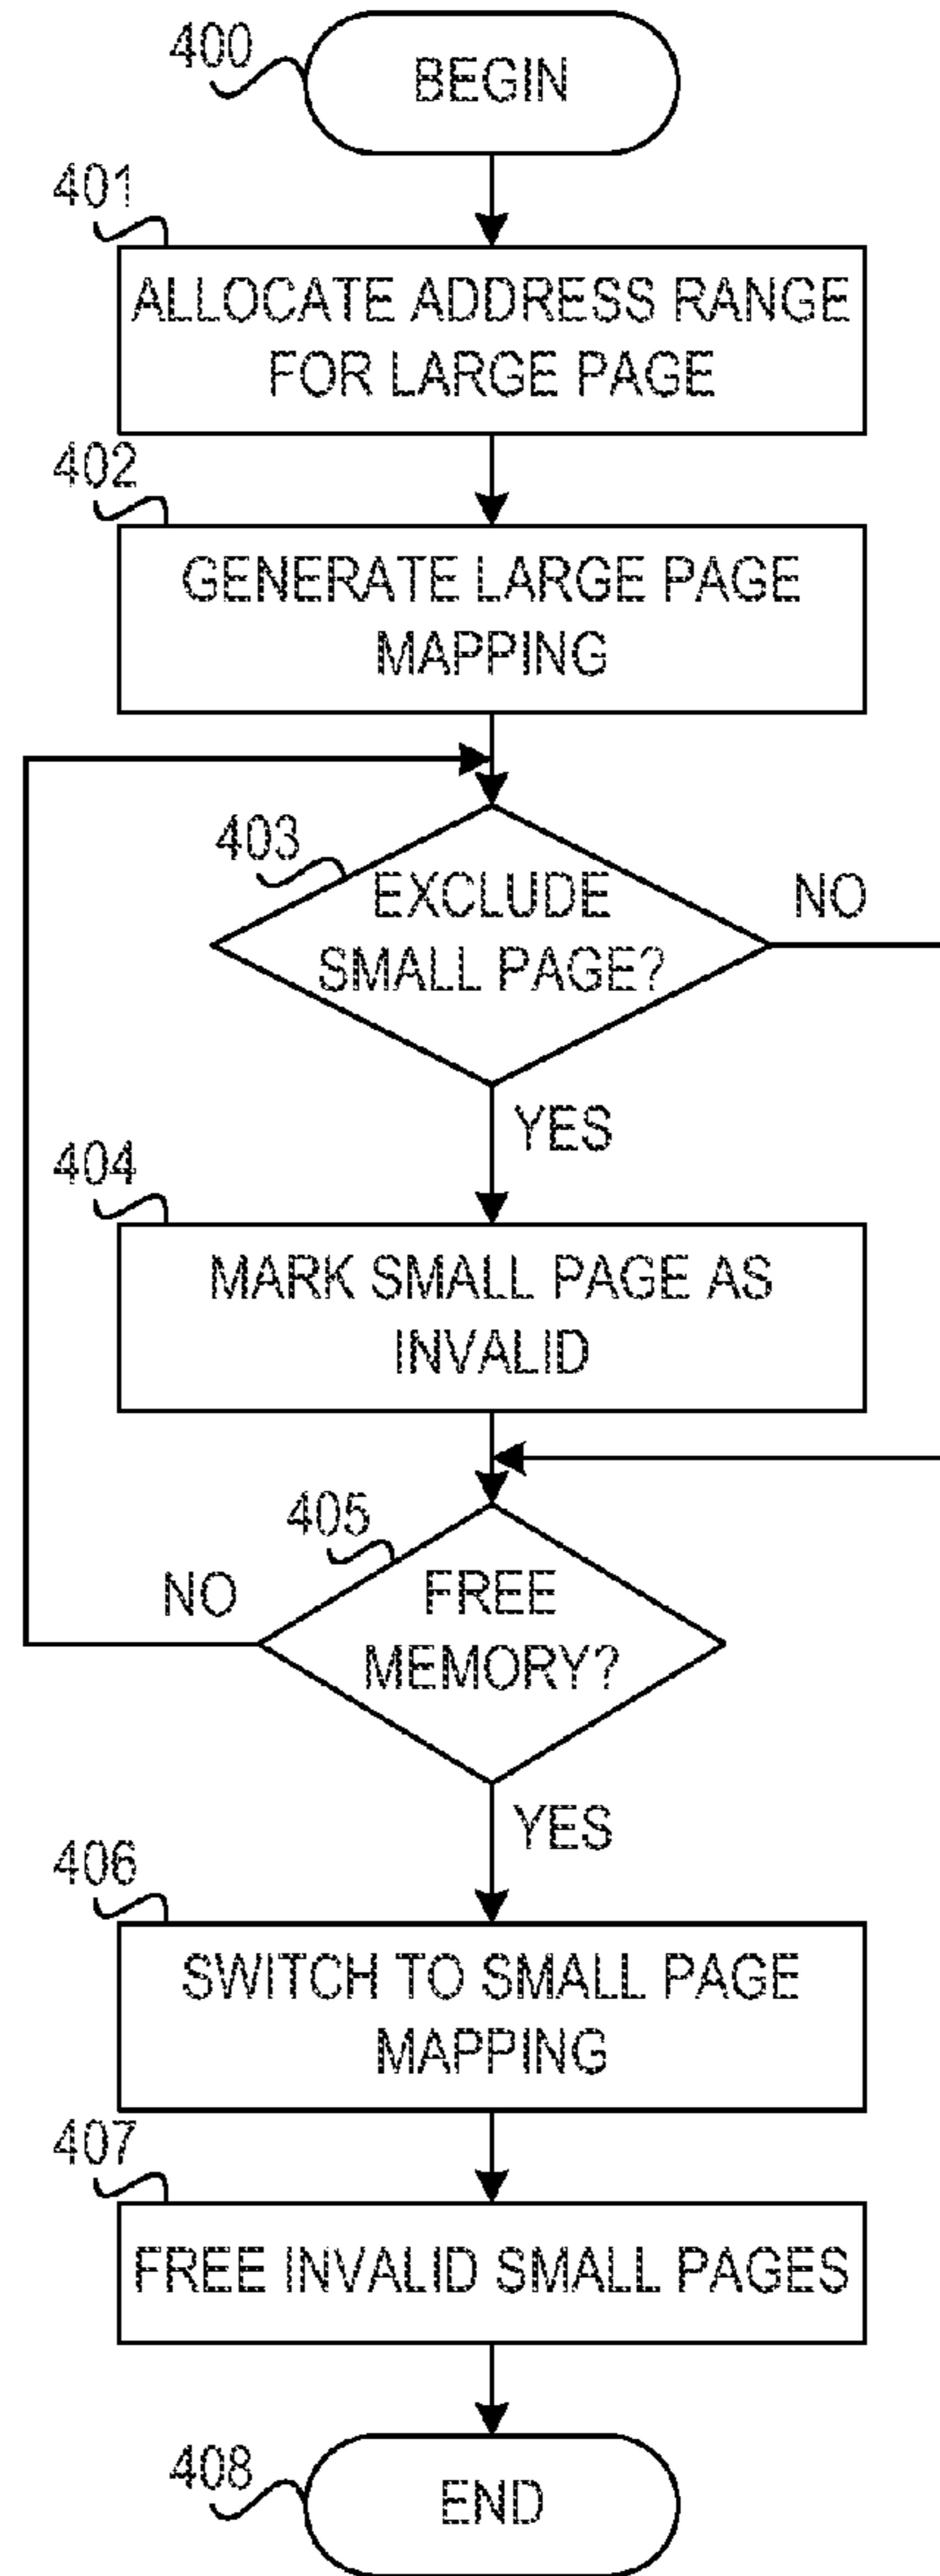 400
BEGIN
401
ALLOCATE ADDRESS RANGE
FOR LARGE PAGE
402
GENERATE LARGE PAGE
MAPPING
403
EXCLUDE
SMALL PAGE?
NO
YES
404
MARK SMALL PAGE AS
INVALID
405
FREE
MEMORY?
NO
YES
406
SWITCH TO SMALL PAGE
MAPPING
407
FREE INVALID SMALL PAGES
408
END